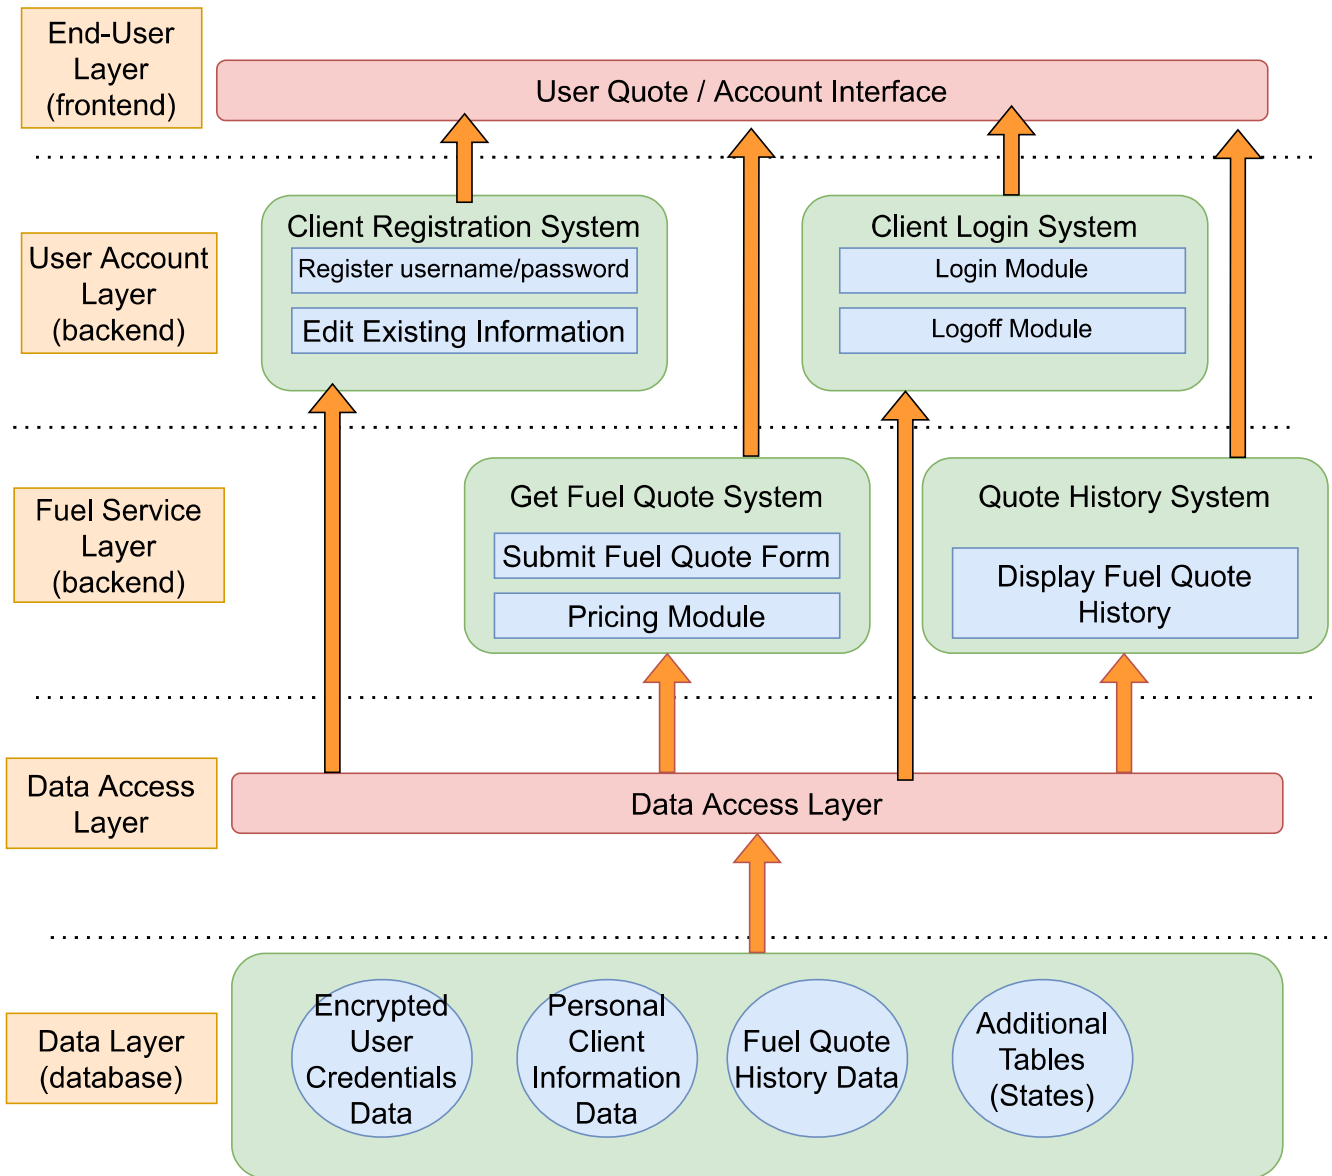 End-User
Layer
(frontend)
User Quote / Account Interface
User Account
Layer
(backend)
Client Registration System
Register username/password
Edit Existing Information
Client Login System
Login Module
Logoff Module
Fuel Service
Layer
(backend)
Get Fuel Quote System
Submit Fuel Quote Form
Pricing Module
Quote History System
Display Fuel Quote
History
Data Access
Layer
Data Access Layer
Data Layer
(database)
Encrypted
User
Credentials
Data
Personal
Client
Information
Data
Fuel Quote
History Data
Additional
Tables
(States)